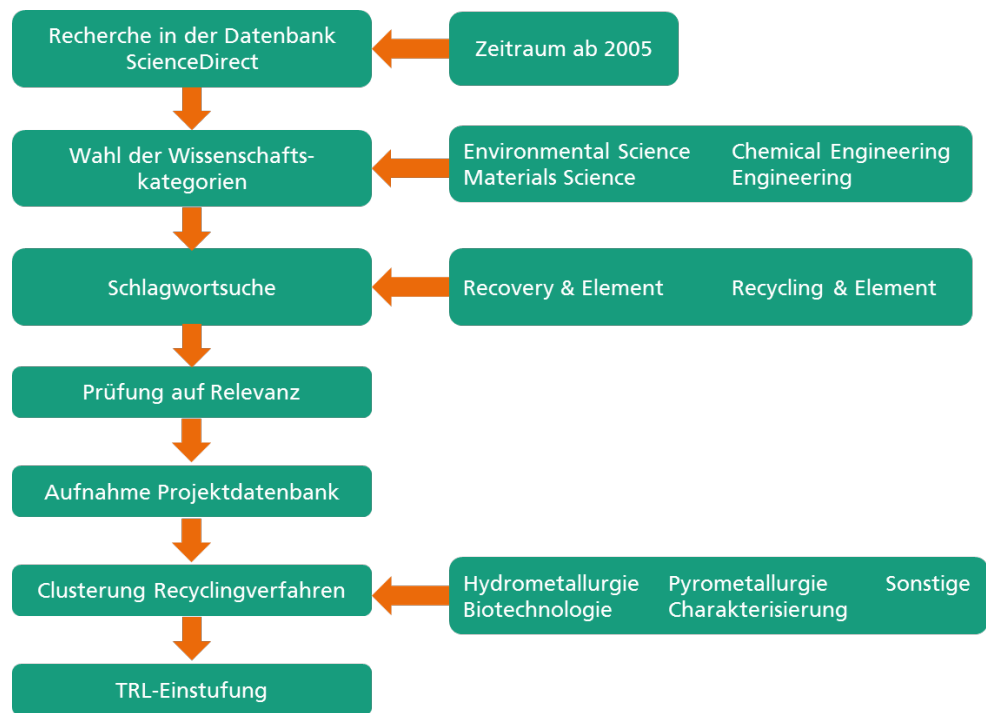 Recherche in der Datenbank
ScienceDirect
Zeitraum ab 2005
Wahl der Wissenschafts-
kategorien
Environmental Science Chemical Engineering
Materials Science Engineering
Schlagwortsuche
Recovery & Element Recycling & Element
Prüfung auf Relevanz
Aufnahme Projektdatenbank
Clusterung Recyclingverfahren
Hydrometallurgie Pyrometallurgie Sonstige
Biotechnologie Charakterisierung
TRL-Einstufung